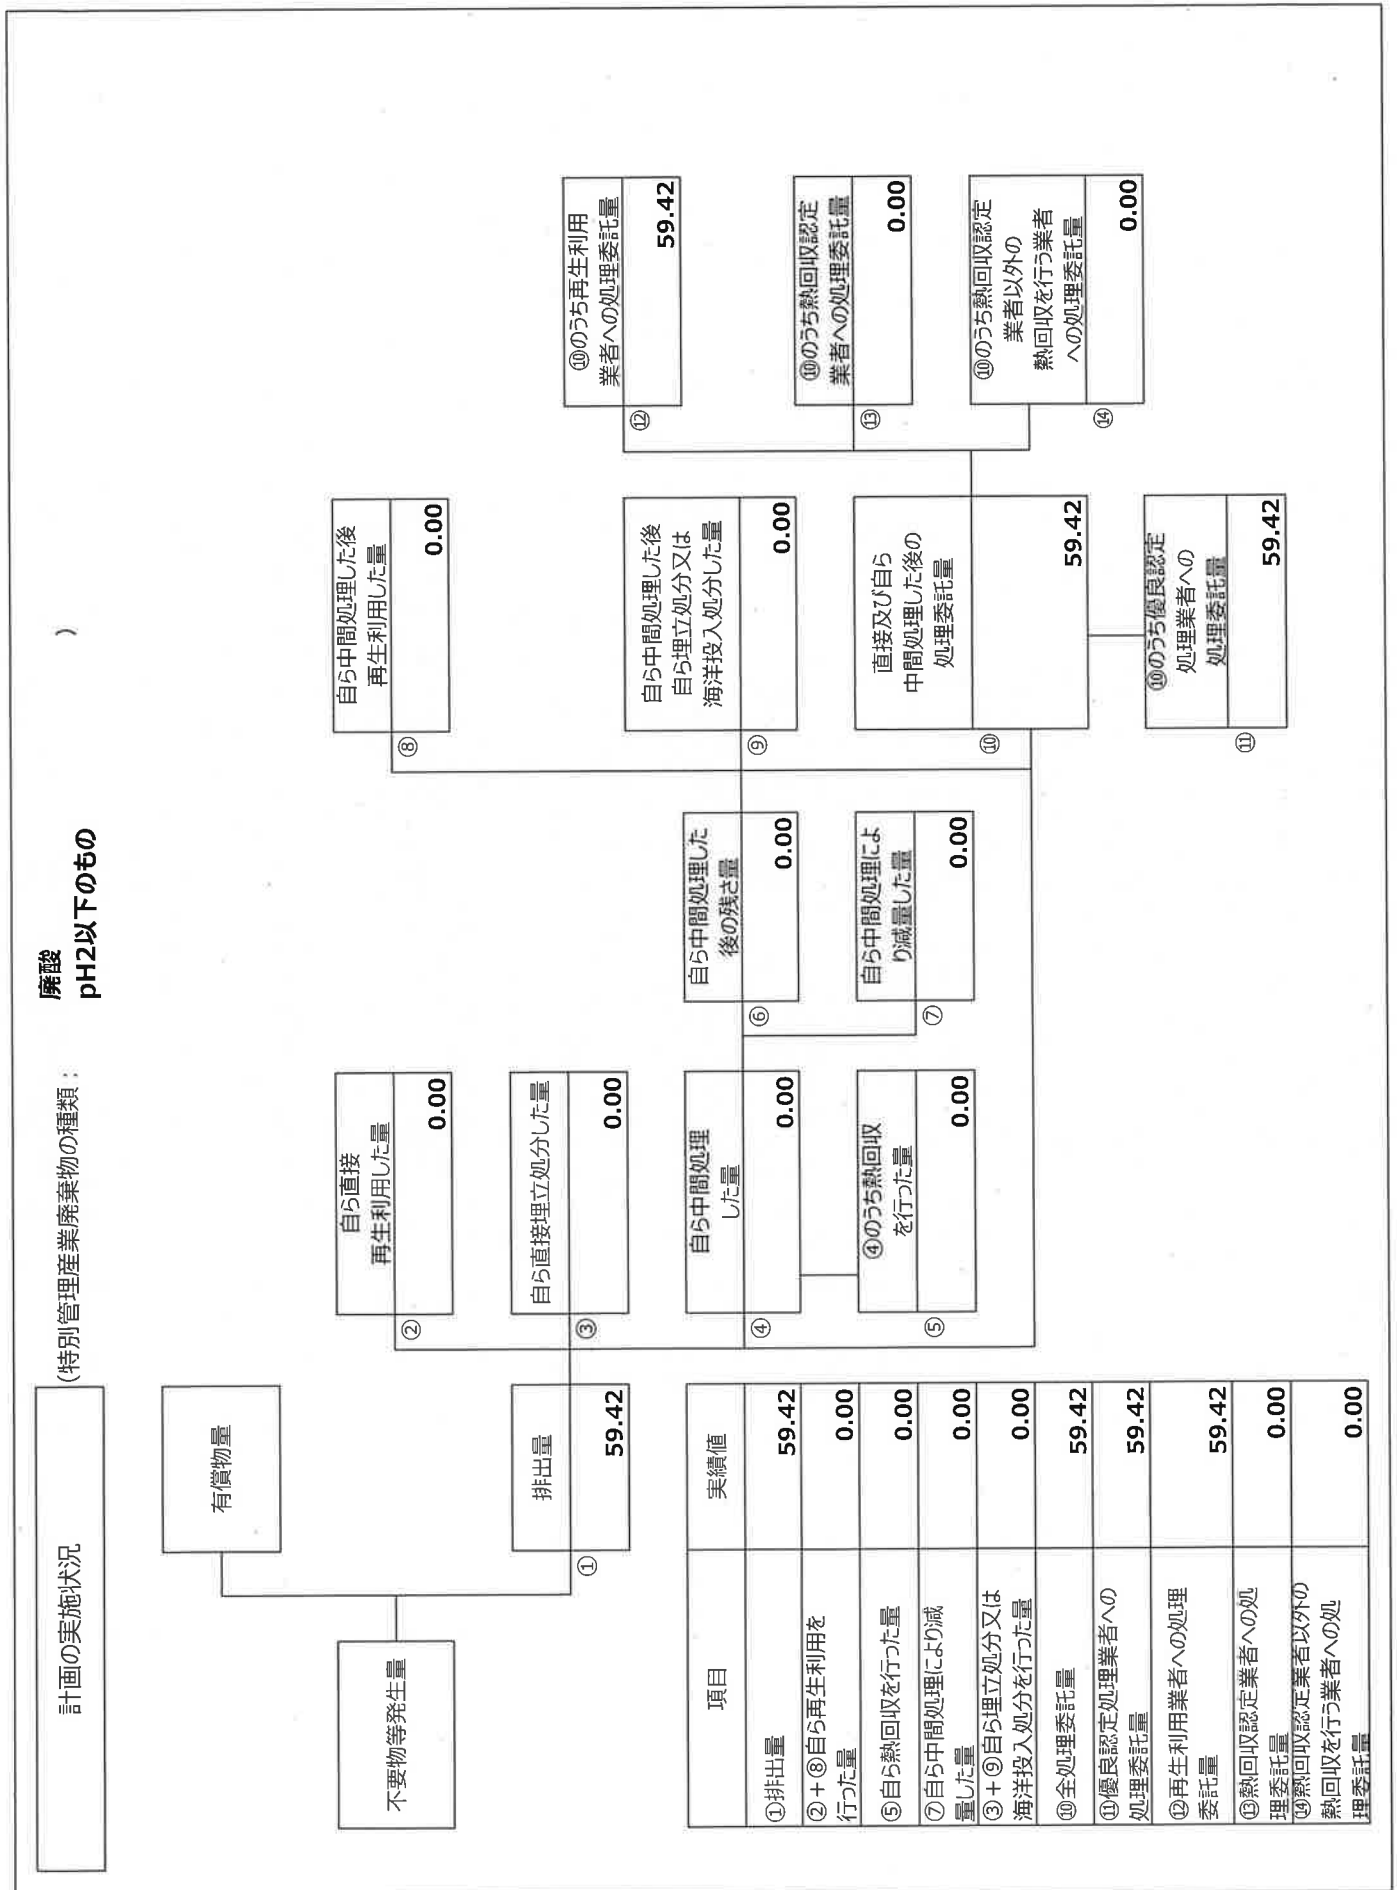 計画の実施状況
(特別管理産業廃棄物の種類：
廃酸
pH2以下のもの
)
不要物等発生量
有償物量
排出量
①
59.42
自ら直接
再生利用した量
②
0.00
自ら直接埋立処分した量
③
0.00
自ら中間処理
した量
④
0.00
④のうち熱回収
を行った量
⑤
0.00
自ら中間処理した
後の残さ量
⑥
0.00
自ら中間処理によ
り減量した量
⑦
0.00
自ら中間処理した後
再生利用した量
⑧
0.00
自ら中間処理した後
自ら埋立処分又は
海洋投入処分した量
⑨
0.00
直接及び自ら
中間処理した後の
処理委託量
⑩
59.42
⑩のうち優良認定
処理業者への
処理委託量
⑪
59.42
⑩のうち再生利用
業者への処理委託量
⑫
59.42
⑩のうち熱回収認定
業者への処理委託量
⑬
0.00
⑩のうち熱回収認定
業者以外の
熱回収を行う業者
への処理委託量
⑭
0.00
項目 実績値
①排出量 59.42
②+⑧自ら再生利用を
行った量 0.00
⑤自ら熱回収を行った量 0.00
⑦自ら中間処理により減
量した量 0.00
③+⑨自ら埋立処分又は
海洋投入処分を行った量 0.00
⑩全処理委託量 59.42
⑪優良認定処理業者への
処理委託量 59.42
⑫再生利用業者への処理
委託量 59.42
⑬熱回収認定業者への処
理委託量 0.00
⑭熱回収認定業者以外の
熱回収を行う業者への処
理委託量 0.00